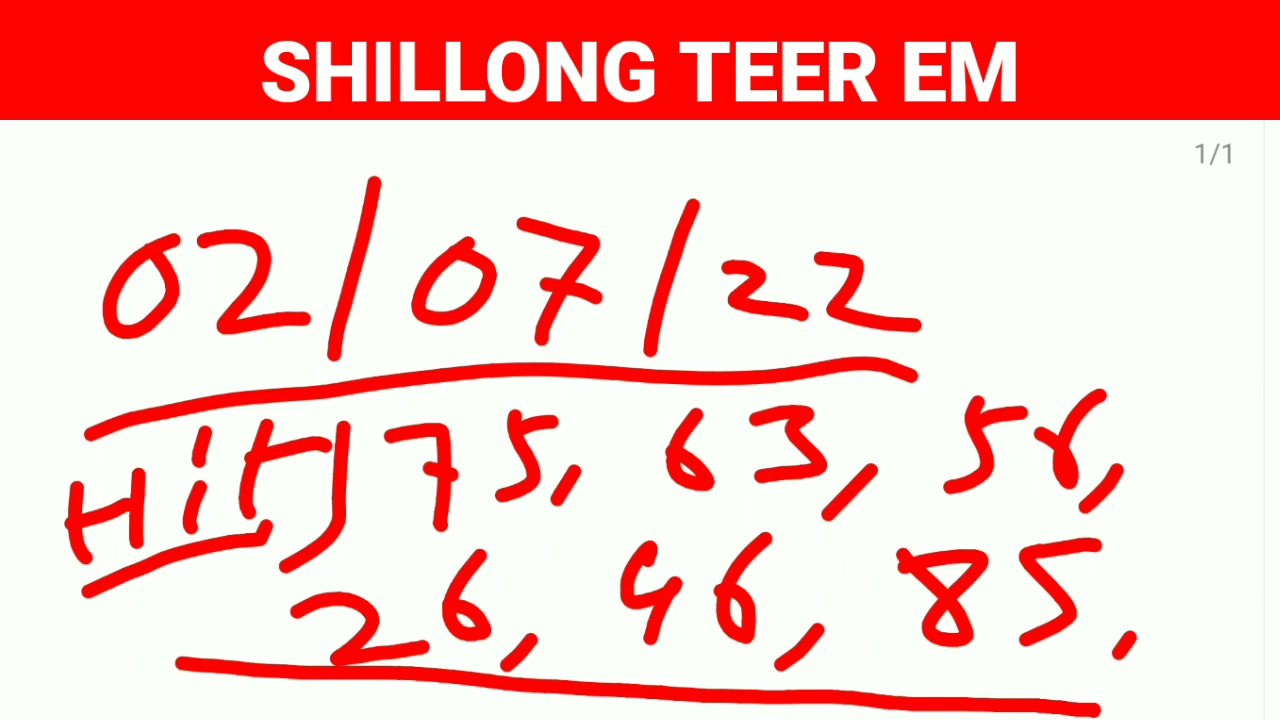 SHILLONG TEER EM
1/1
02/07/22
Hit) 75, 63, 56,
26, 46, 85,